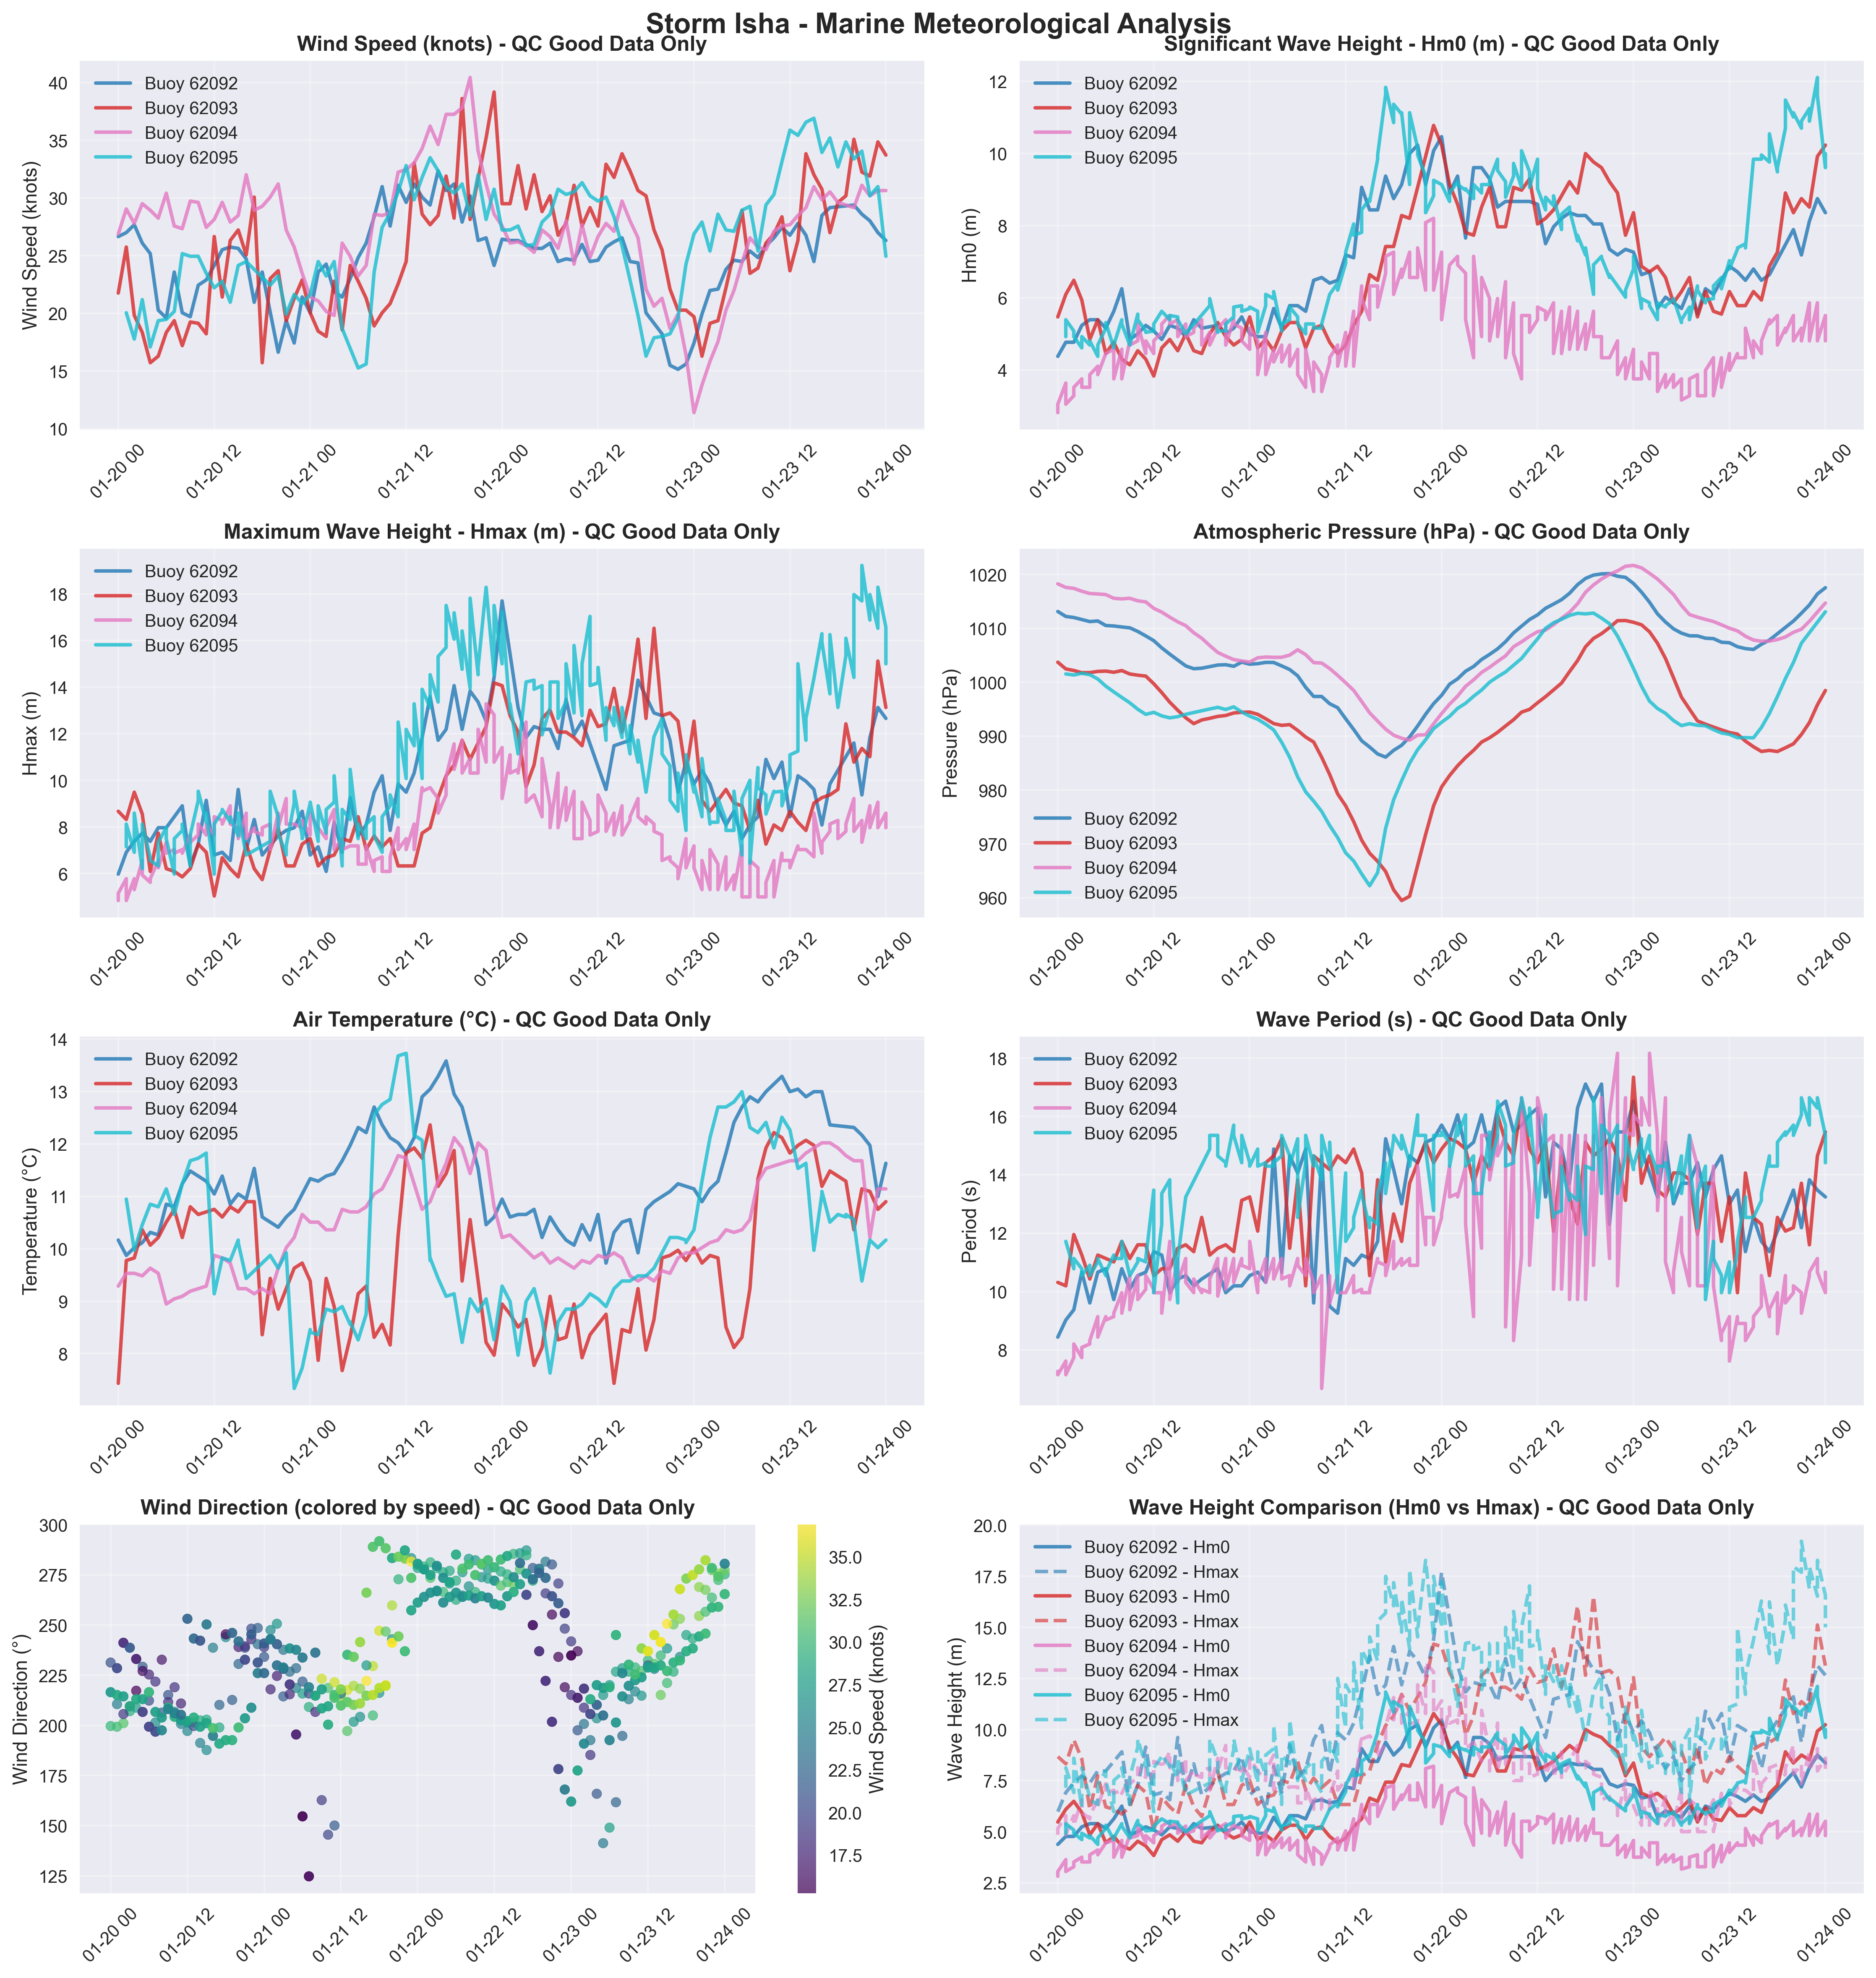 Storm Isha - Marine Meteorological Analysis
Wind Speed (knots) - QC Good Data Only
Wind Speed (knots)
40
35
30
25
20
15
10
Buoy 62092
Buoy 62093
Buoy 62094
Buoy 62095
01-20 00
01-20 12
01-21 00
01-21 12
01-22 00
01-22 12
01-23 00
01-23 12
01-24 00
Significant Wave Height - Hm0 (m) - QC Good Data Only
Hm0 (m)
12
10
8
6
4
Buoy 62092
Buoy 62093
Buoy 62094
Buoy 62095
01-20 00
01-20 12
01-21 00
01-21 12
01-22 00
01-22 12
01-23 00
01-23 12
01-24 00
Maximum Wave Height - Hmax (m) - QC Good Data Only
Hmax (m)
18
16
14
12
10
8
6
Buoy 62092
Buoy 62093
Buoy 62094
Buoy 62095
01-20 00
01-20 12
01-21 00
01-21 12
01-22 00
01-22 12
01-23 00
01-23 12
01-24 00
Atmospheric Pressure (hPa) - QC Good Data Only
Pressure (hPa)
1020
1010
1000
990
980
970
960
Buoy 62092
Buoy 62093
Buoy 62094
Buoy 62095
01-20 00
01-20 12
01-21 00
01-21 12
01-22 00
01-22 12
01-23 00
01-23 12
01-24 00
Air Temperature (°C) - QC Good Data Only
Temperature (°C)
14
13
12
11
10
9
8
Buoy 62092
Buoy 62093
Buoy 62094
Buoy 62095
01-20 00
01-20 12
01-21 00
01-21 12
01-22 00
01-22 12
01-23 00
01-23 12
01-24 00
Wave Period (s) - QC Good Data Only
Period (s)
18
16
14
12
10
8
Buoy 62092
Buoy 62093
Buoy 62094
Buoy 62095
01-20 00
01-20 12
01-21 00
01-21 12
01-22 00
01-22 12
01-23 00
01-23 12
01-24 00
Wind Direction (colored by speed) - QC Good Data Only
Wind Direction (°)
300
275
250
225
200
175
150
125
01-20 00
01-20 12
01-21 00
01-21 12
01-22 00
01-22 12
01-23 00
01-23 12
01-24 00
35.0
32.5
30.0
27.5
25.0
22.5
20.0
17.5
Wind Speed (knots)
Wave Height Comparison (Hm0 vs Hmax) - QC Good Data Only
Wave Height (m)
20.0
17.5
15.0
12.5
10.0
7.5
5.0
2.5
Buoy 62092 - Hm0
Buoy 62092 - Hmax
Buoy 62093 - Hm0
Buoy 62093 - Hmax
Buoy 62094 - Hm0
Buoy 62094 - Hmax
Buoy 62095 - Hm0
Buoy 62095 - Hmax
01-20 00
01-20 12
01-21 00
01-21 12
01-22 00
01-22 12
01-23 00
01-23 12
01-24 00